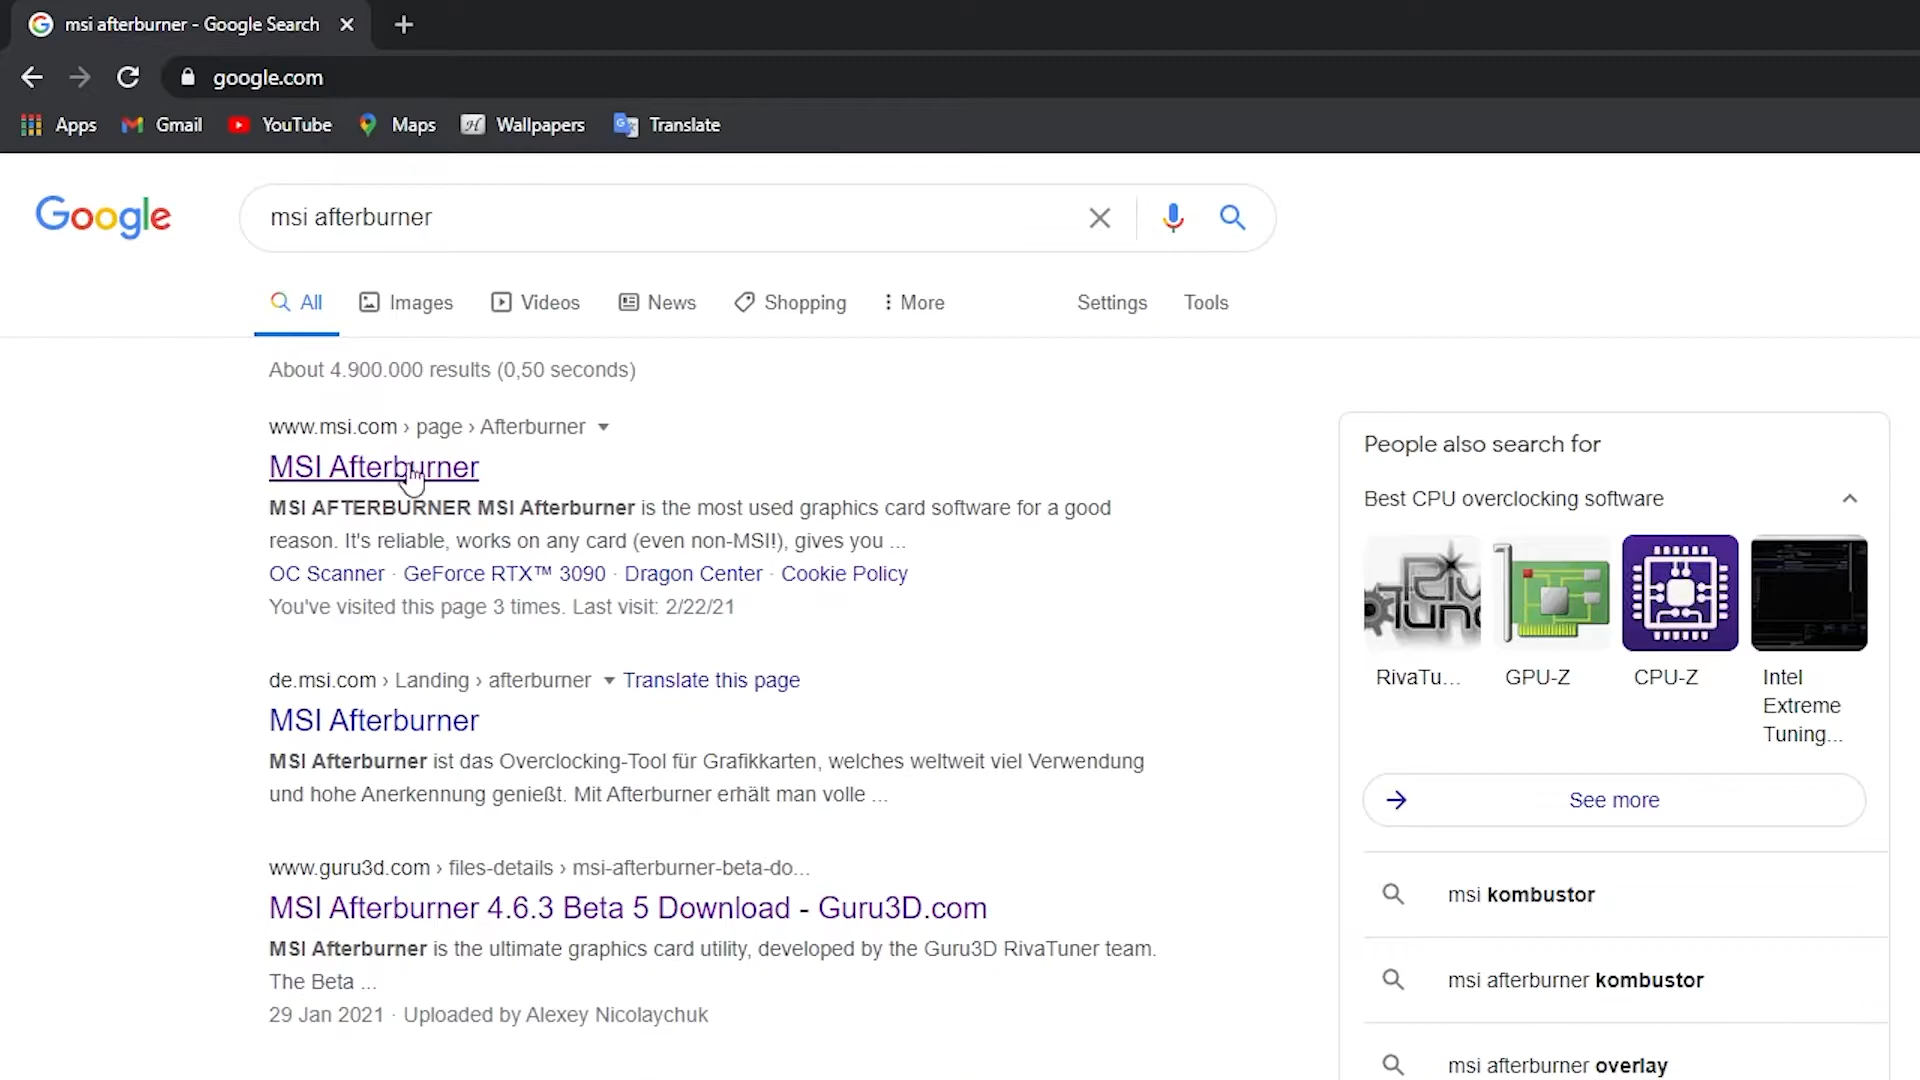 msi afterburner - Google Search
google.com
Apps Gmail YouTube Maps Wallpapers Translate
Google
msi afterburner
All Images Videos News Shopping More Settings Tools
About 4.900.000 results (0,50 seconds)
www.msi.com › page › Afterburner
MSI Afterburner
MSI AFTERBURNER MSI Afterburner is the most used graphics card software for a good
reason. It's reliable, works on any card (even non-MSI!), gives you ...
OC Scanner · GeForce RTX™ 3090 · Dragon Center · Cookie Policy
You've visited this page 3 times. Last visit: 2/22/21
de.msi.com › Landing › afterburner Translate this page
MSI Afterburner
MSI Afterburner ist das Overclocking-Tool für Grafikkarten, welches weltweit viel Verwendung
und hohe Anerkennung genießt. Mit Afterburner erhält man volle ...
www.guru3d.com › files-details › msi-afterburner-beta-do...
MSI Afterburner 4.6.3 Beta 5 Download - Guru3D.com
MSI Afterburner is the ultimate graphics card utility, developed by the Guru3D RivaTuner team.
The Beta ...
29 Jan 2021 · Uploaded by Alexey Nicolaychuk
People also search for
Best CPU overclocking software
RivaTu...
GPU-Z
CPU-Z
Intel
Extreme
Tuning...
See more
msi kombustor
msi afterburner kombustor
msi afterburner overlay